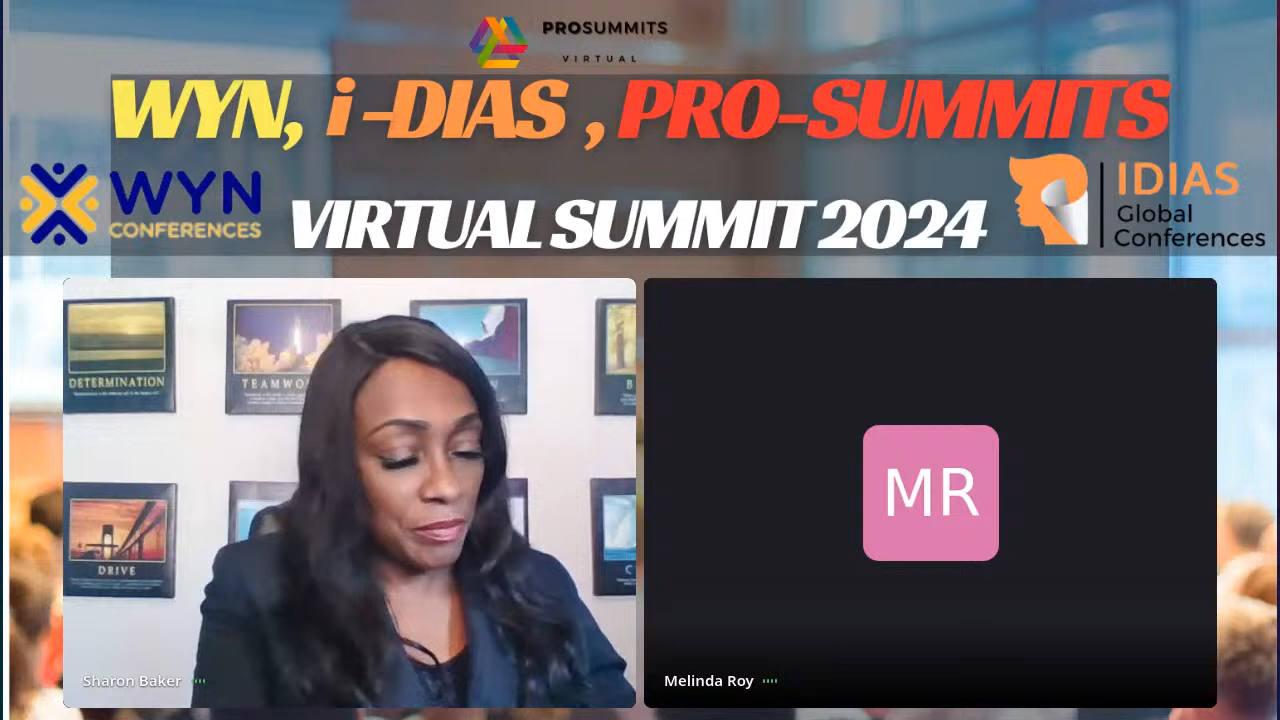 PROSUMMITS
VIRTUAL
WYN, i-DIAS , PRO-SUMMITS
WYN
CONFERENCES
VIRTUAL SUMMIT 2024
IDIAS
Global
Conferences
DETERMINATION
TEAMWO
N
B
DRIVE
C
MR
Sharon Baker
Melinda Roy